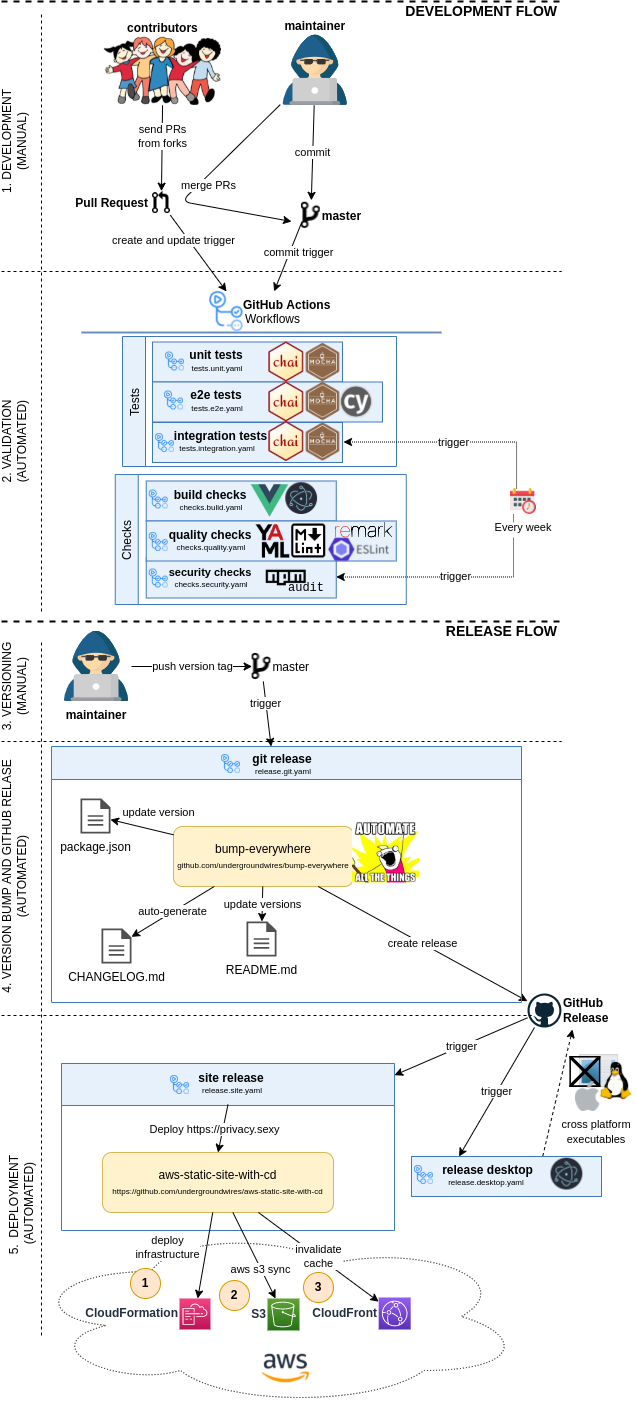 DEVELOPMENT FLOW
contributors
maintainer
1. DEVELOPMENT
(MANUAL)
send PRs
from forks
commit
merge PRs
Pull Request
master
create and update trigger
commit trigger
2. VALIDATION
(AUTOMATED)
GitHub Actions
Workflows
Tests
unit tests
tests.unit.yaml
chai
MOCHA
e2e tests
tests.e2e.yaml
chai
MOCHA
cy
integration tests
tests.integration.yaml
chai
MOCHA
trigger
Every week
Checks
build checks
checks.bulid.yaml
quality checks
checks.quality.yaml
YA
ML
Lint
remark
ESLint
security checks
checks.security.yaml
npm
audit
trigger
RELEASE FLOW
3. VERSIONING
(MANUAL)
maintainer
push version tag
master
trigger
4. VERSION BUMP AND GITHUB RELASE
(AUTOMATED)
git release
release.git.yaml
update version
package.json
bump-everywhere
github.com/undergroundwires/bump-everywhere
AUTOMATE
ALL THE THINGS
auto-generate
update versions
create release
CHANGELOG.md
README.md
GitHub
Release
5. DEPLOYMENT
(AUTOMATED)
trigger
trigger
site release
release.site.yaml
cross platform
executables
Deploy https://privacy.sexy
release desktop
release.desktop.yaml
aws-static-site-with-cd
https://github.com/undergroundwires/aws-static-site-with-cd
deploy
infrastructure
aws s3 sync
invalidate
cache
1
2
3
CloudFormation
S3
CloudFront
aws